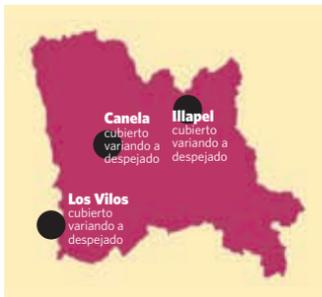 Canela
cubierto
variando a
despejado
Illapel
cubierto
variando a
despejado
Los Vilos
cubierto
variando a
despejado